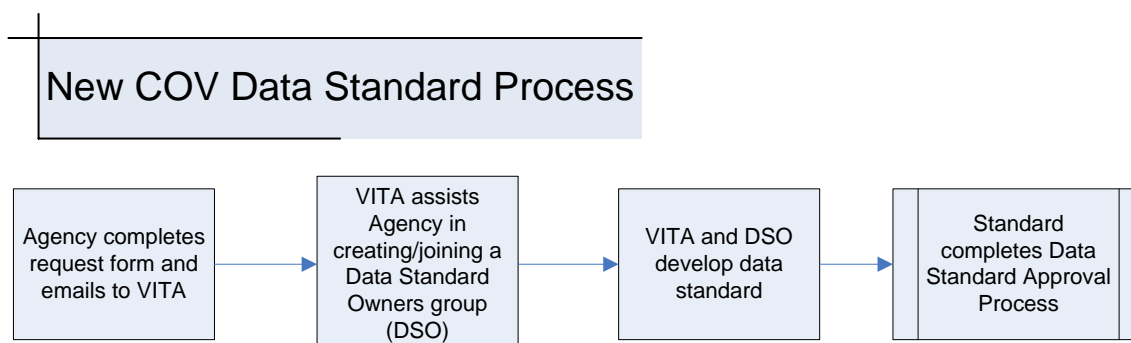 New COV Data Standard Process
Agency completes
request form and
emails to VITA
VITA assists
Agency in
creating/joining a
Data Standard
Owners group
(DSO)
VITA and DSO
develop data
standard
Standard
completes Data
Standard Approval
Process